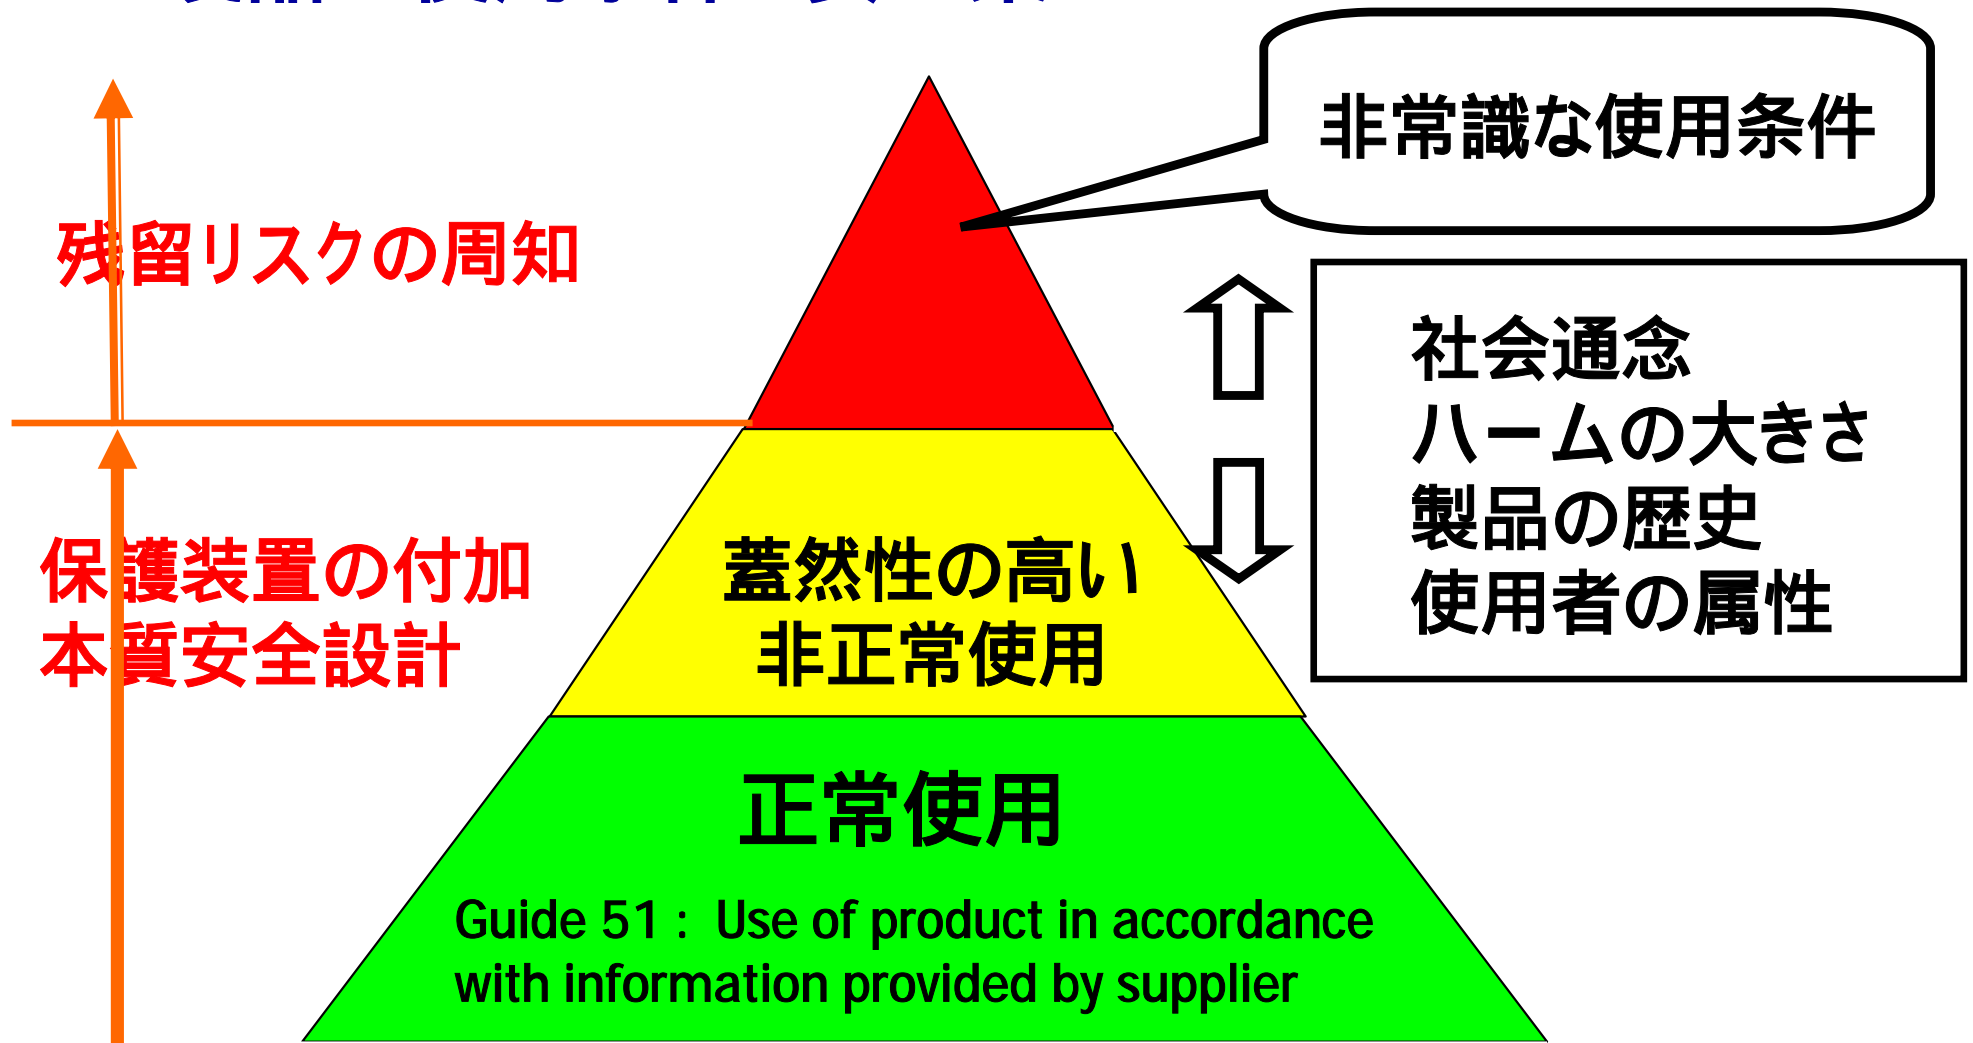 非常識な使用条件
残留リスクの周知
社会通念
ハームの大きさ
製品の歴史
使用者の属性
保護装置の付加
本質安全設計
蓋然性の高い
非正常使用
正常使用
Guide 51 : Use of product in accordance
with information provided by supplier